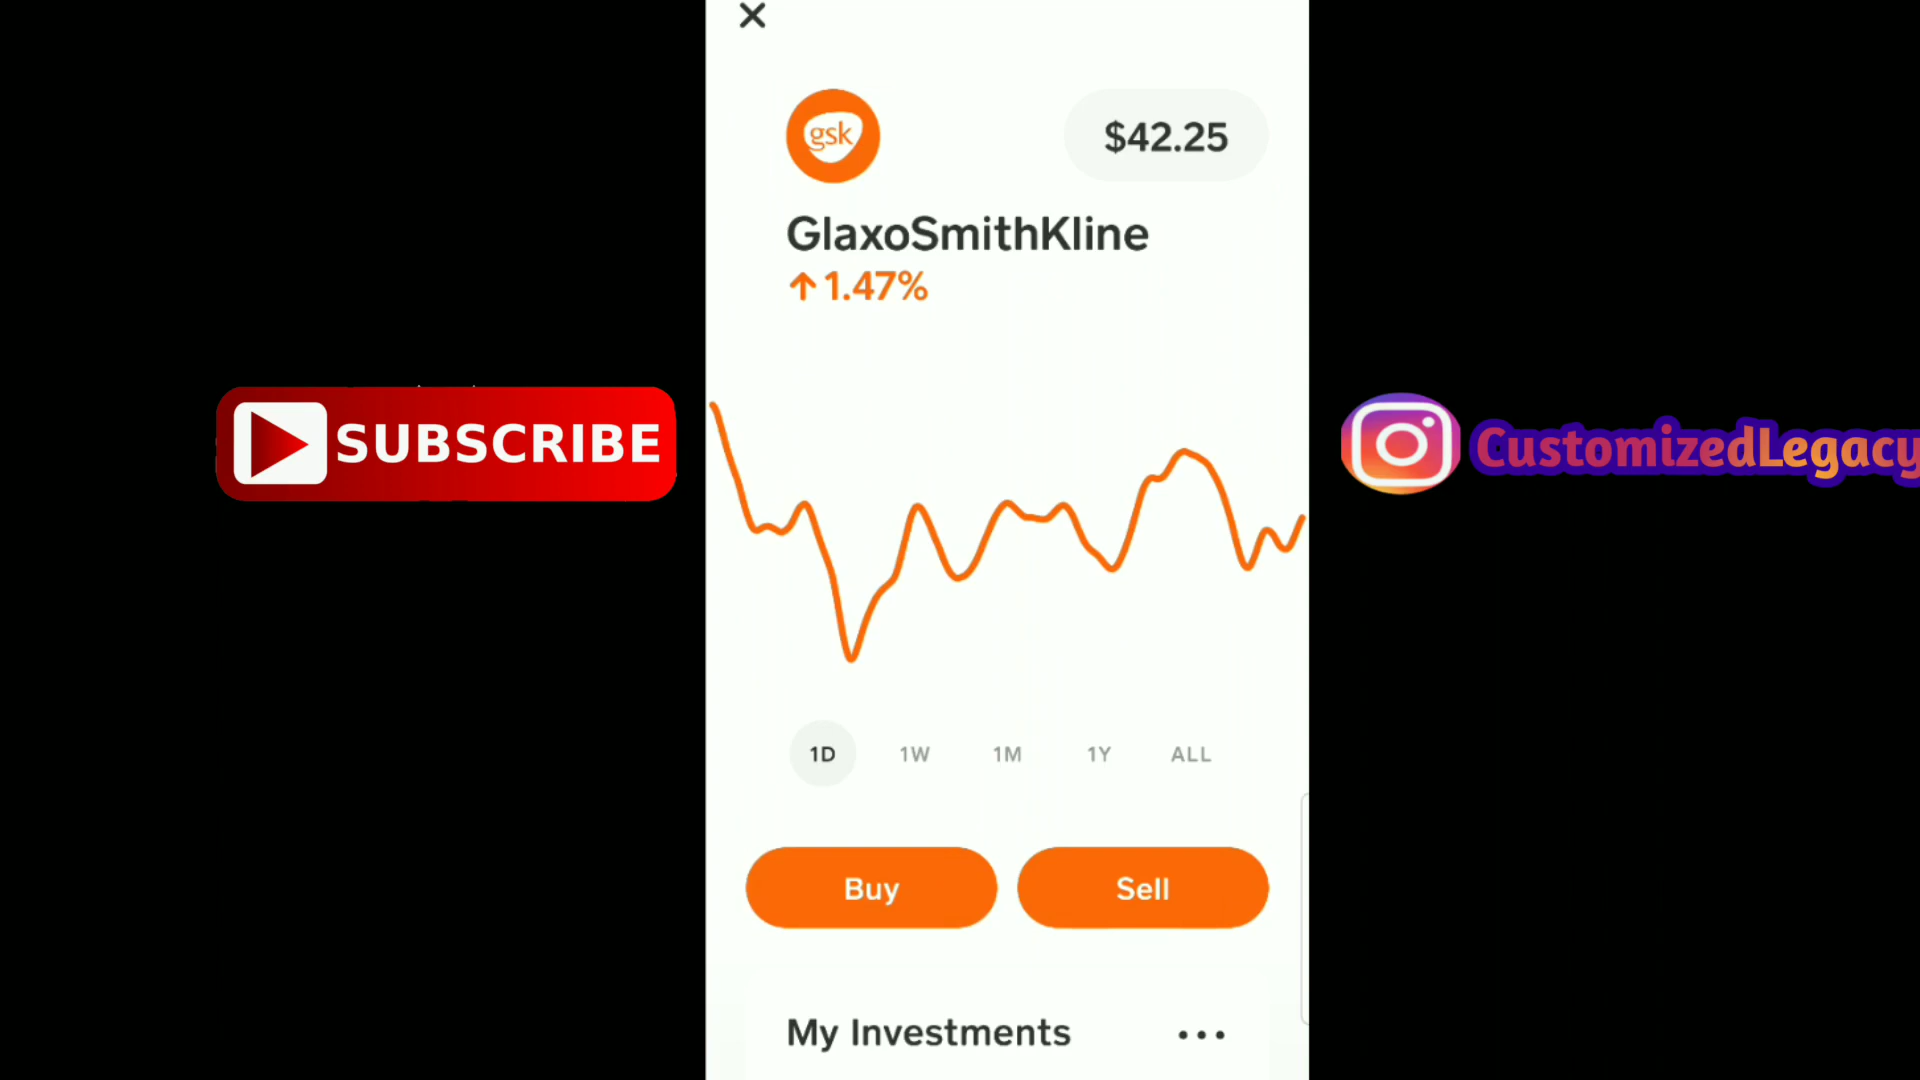 gsk
$42.25
GlaxoSmithKline
↑ 1.47%
SUBSCRIBE
CustomizedLegacy
1D 1W 1M 1Y ALL
Buy Sell
My Investments